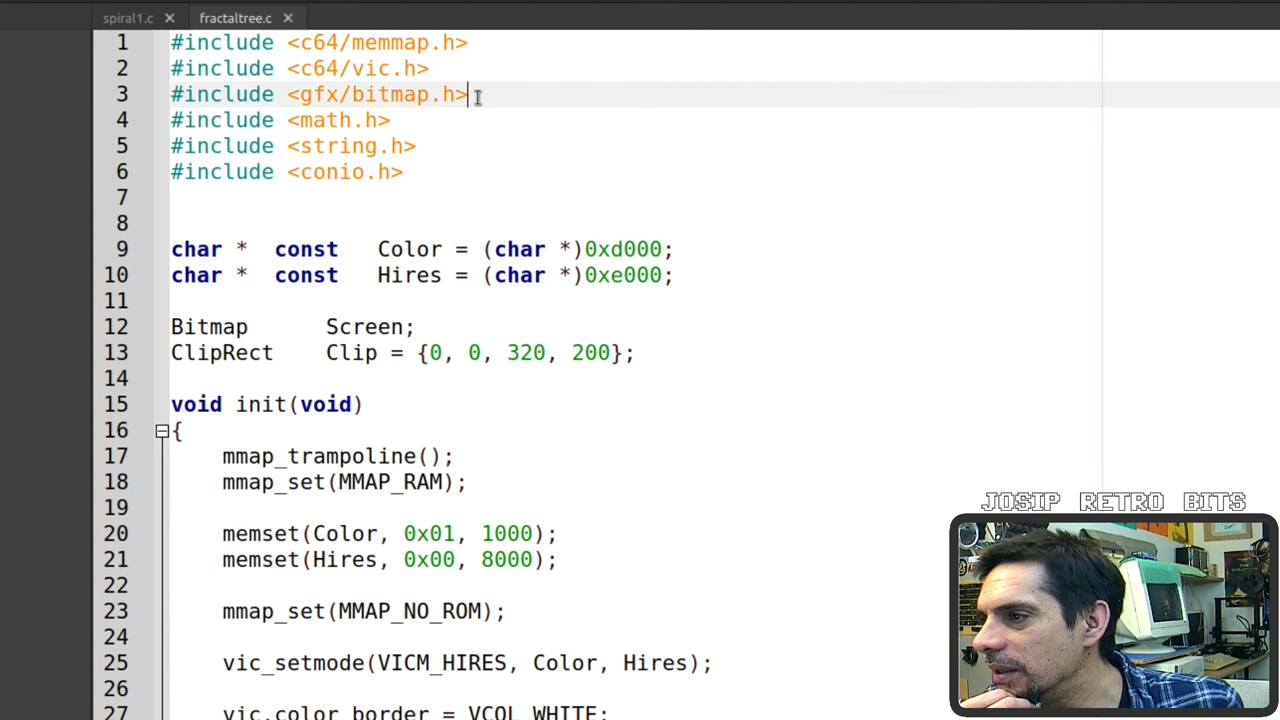 spiral1.c ✕ fractaltree.c ✕
1 #include <c64/memmap.h>
2 #include <c64/vic.h>
3 #include <gfx/bitmap.h>
4 #include <math.h>
5 #include <string.h>
6 #include <conio.h>
7
8
9 char *  const   Color = (char *)0xd000;
10 char *  const   Hires = (char *)0xe000;
11
12 Bitmap      Screen;
13 ClipRect    Clip = {0, 0, 320, 200};
14
15 void init(void)
16 {
17     mmap_trampoline();
18     mmap_set(MMAP_RAM);
19
20     memset(Color, 0x01, 1000);
21     memset(Hires, 0x00, 8000);
22
23     mmap_set(MMAP_NO_ROM);
24
25     vic_setmode(VICM_HIRES, Color, Hires);
26
27     vic.color_border = VCOL_WHITE;
JOSIP RETRO BITS